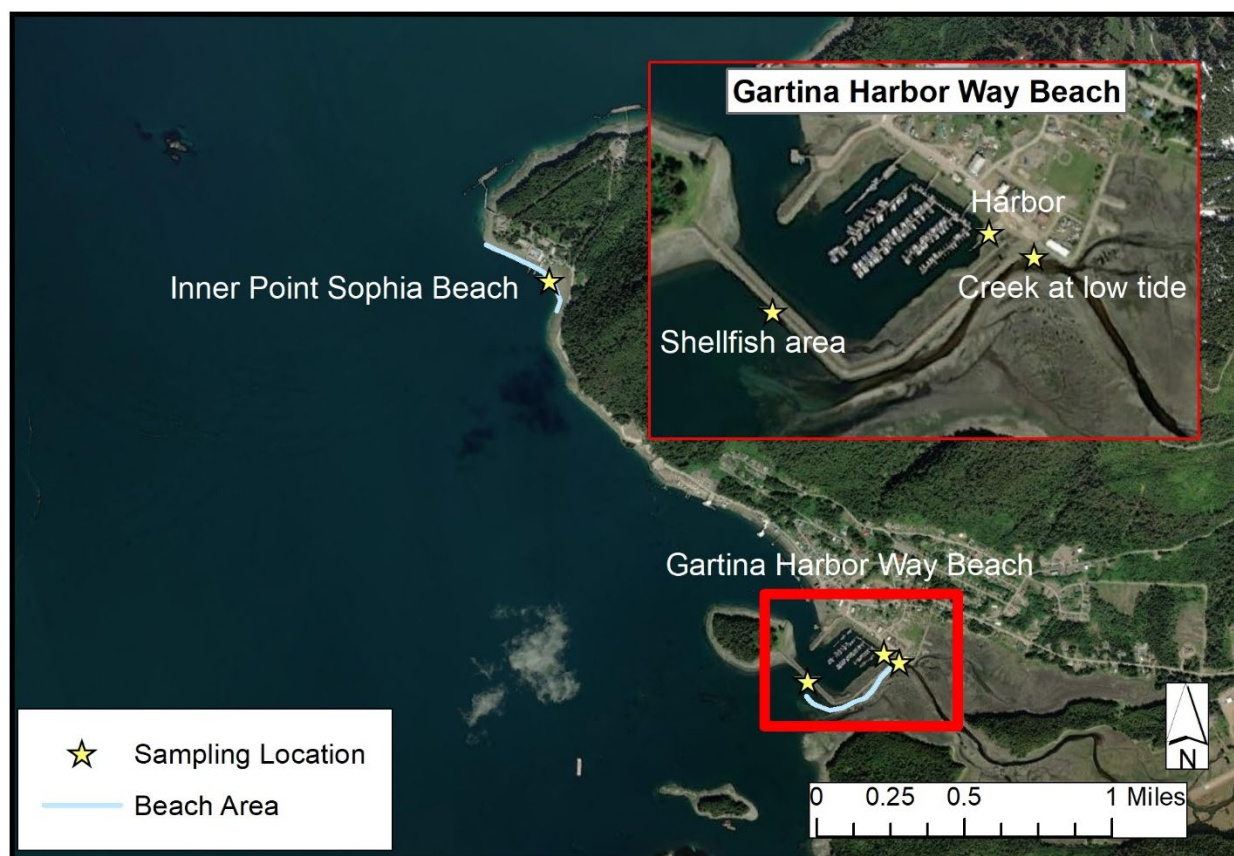 Gartina Harbor Way Beach
Harbor
Creek at low tide
Shellfish area
Inner Point Sophia Beach
Gartina Harbor Way Beach
Sampling Location
Beach Area
N
0 0.25 0.5 1 Miles